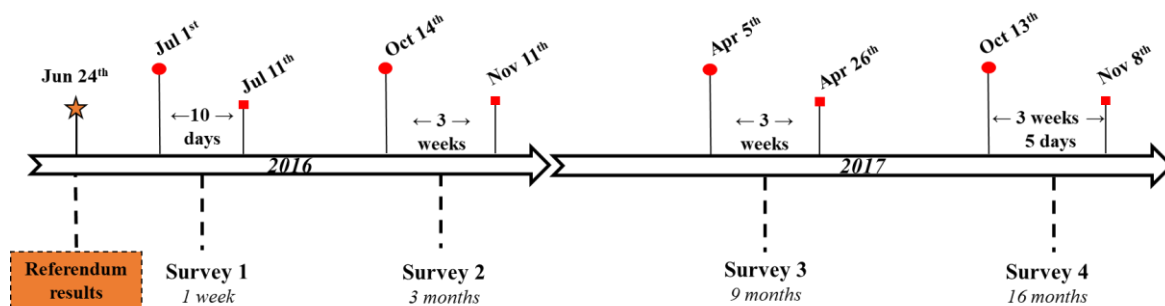 Jun 24th
Jul 1st
Jul 11th
Oct 14th
Nov 11th
Apr 5th
Apr 26th
Oct 13th
Nov 8th
←10 →
days
← 3 →
weeks
← 3 →
weeks
← 3 weeks →
5 days
2016
2017
Referendum
results
Survey 1
1 week
Survey 2
3 months
Survey 3
9 months
Survey 4
16 months